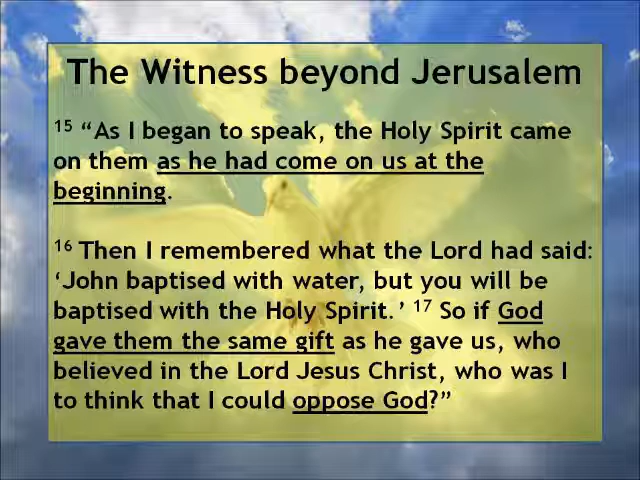 The Witness beyond Jerusalem
15 “As I began to speak, the Holy Spirit came
on them as he had come on us at the
beginning.
16 Then I remembered what the Lord had said:
‘John baptised with water, but you will be
baptised with the Holy Spirit.’ 17 So if God
gave them the same gift as he gave us, who
believed in the Lord Jesus Christ, who was I
to think that I could oppose God?”